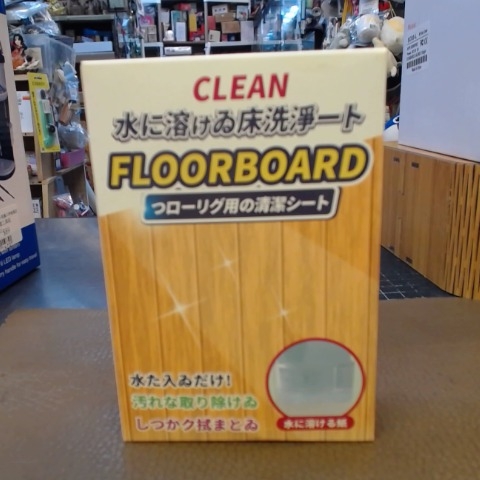 CLEAN
水に溶けゐ床洗淨ート
FLOORBOARD
つローリグ用の清潔シート
水た入ゐだけ!
汚れな取り除けゐ
しつかク拭まとゐ
水に溶ける紙